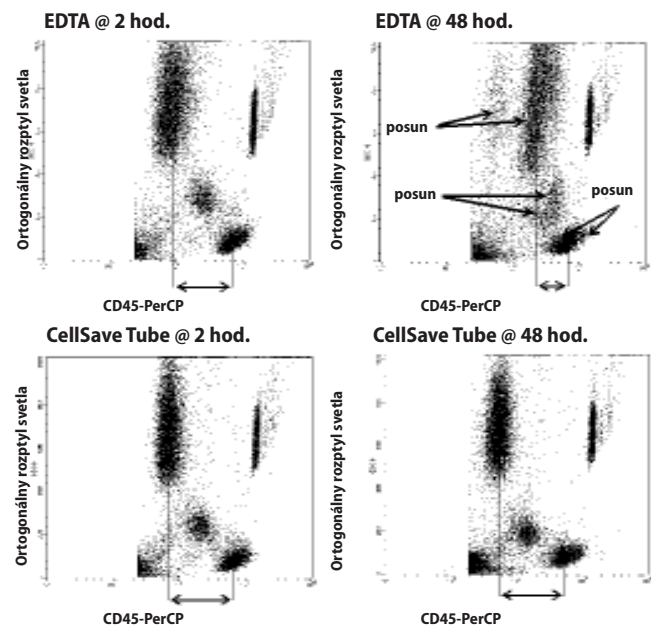 EDTA @ 2 hod.
EDTA @ 48 hod.
Ortogonálny rozptyl svetla
Ortogonálny rozptyl svetla
posun
posun
posun
CD45-PerCP
CD45-PerCP
CellSave Tube @ 2 hod.
CellSave Tube @ 48 hod.
Ortogonálny rozptyl svetla
Ortogonálny rozptyl svetla
CD45-PerCP
CD45-PerCP